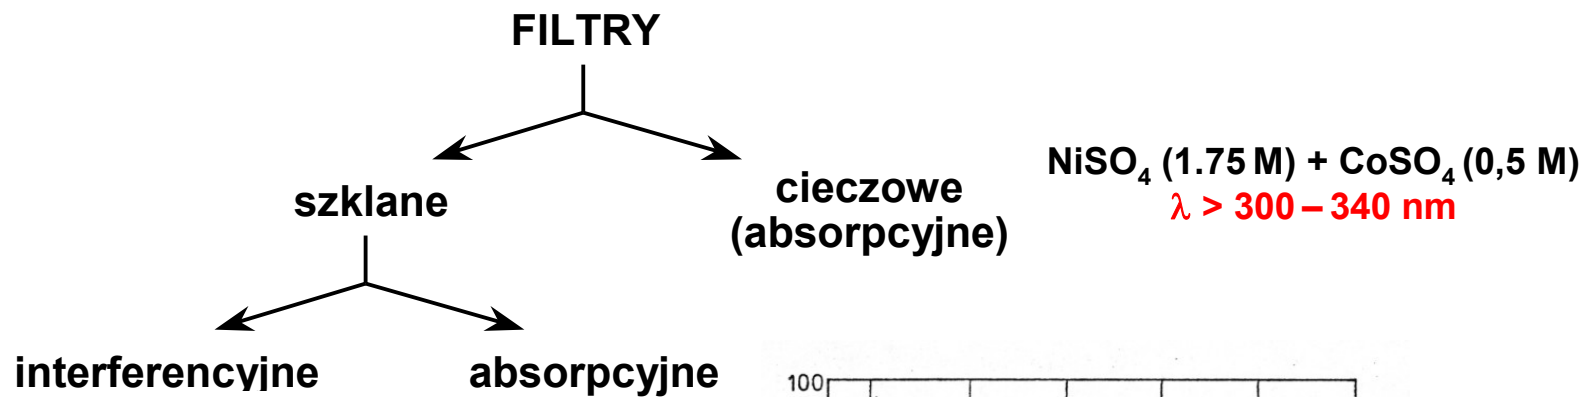 FILTRY
szklane
cieczowe
(absorpcyjne)
NiSO₄ (1.75 M) + CoSO₄ (0,5 M)
λ > 300 – 340 nm
interferencyjne
absorpcyjne
100